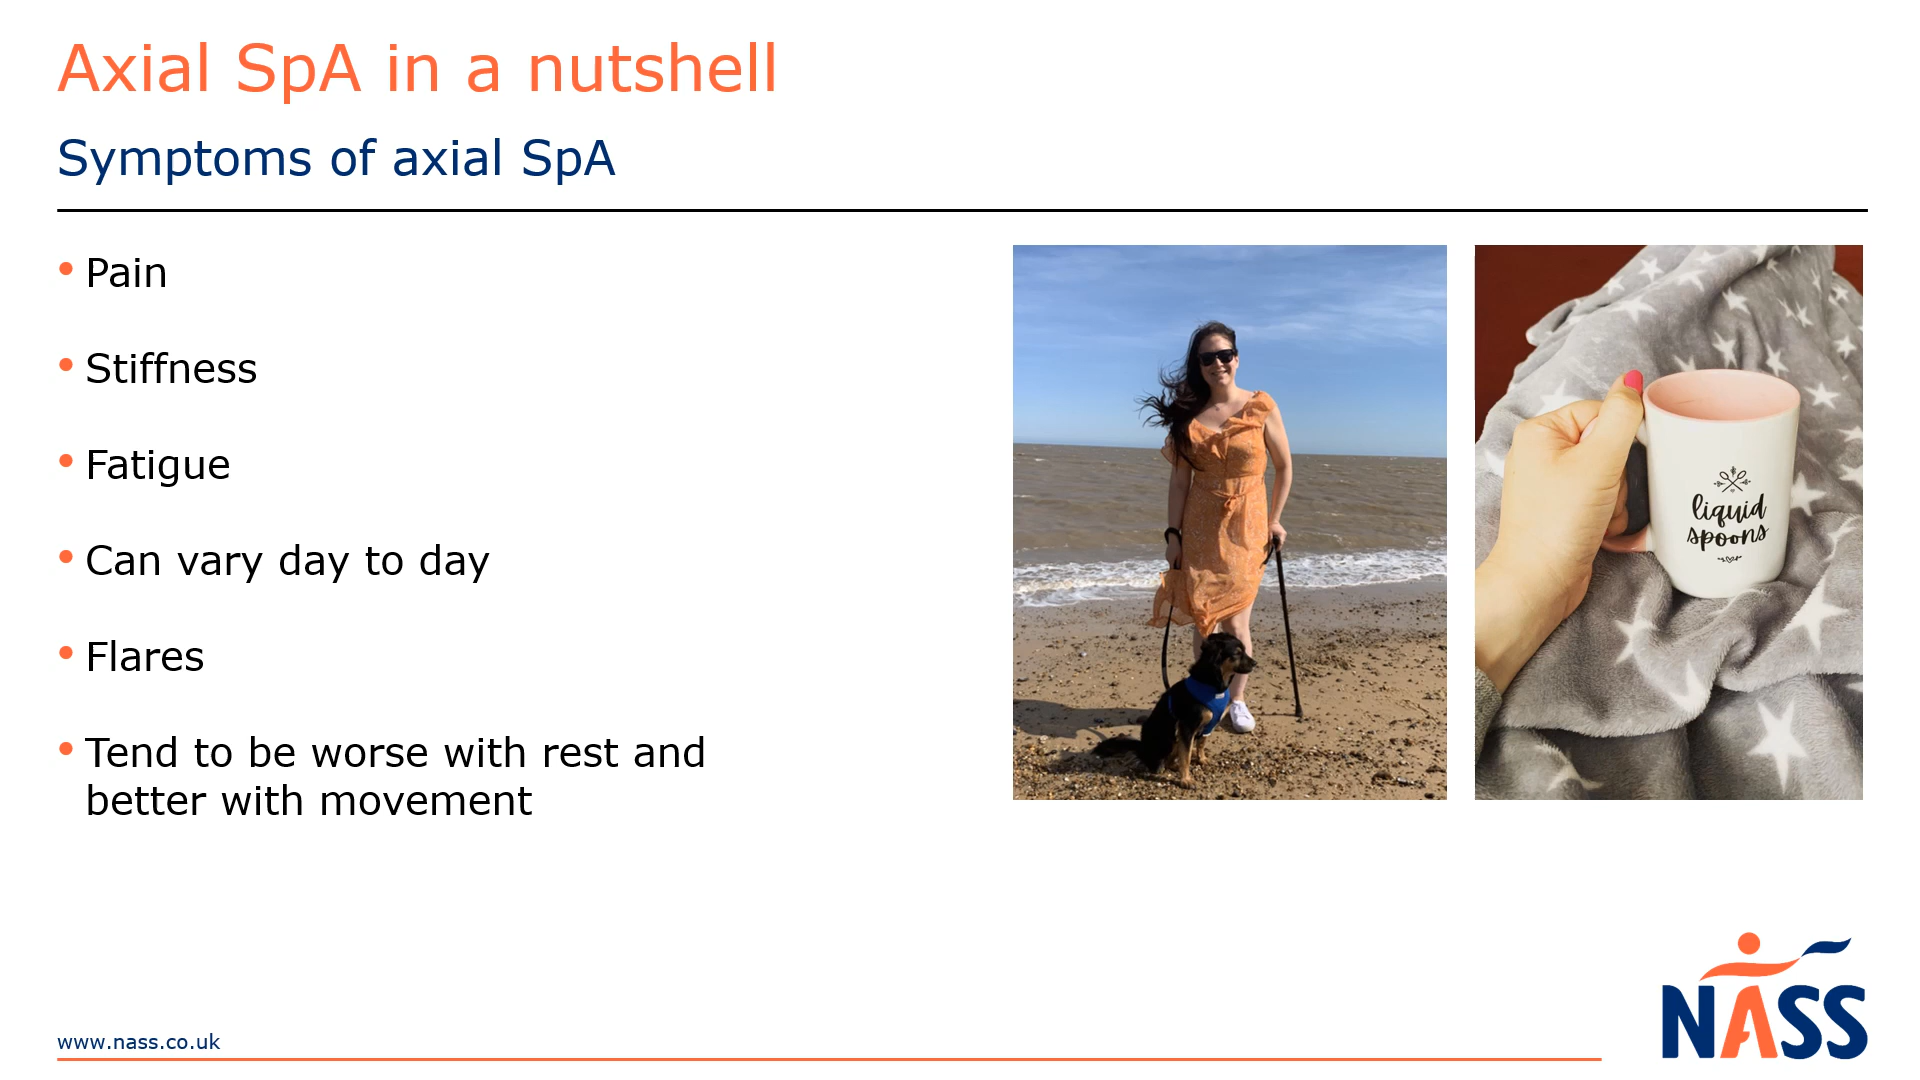 Axial SpA in a nutshell
Symptoms of axial SpA
• Pain
• Stiffness
• Fatigue
• Can vary day to day
• Flares
• Tend to be worse with rest and
better with movement
liquid
spoons
www.nass.co.uk
NASS